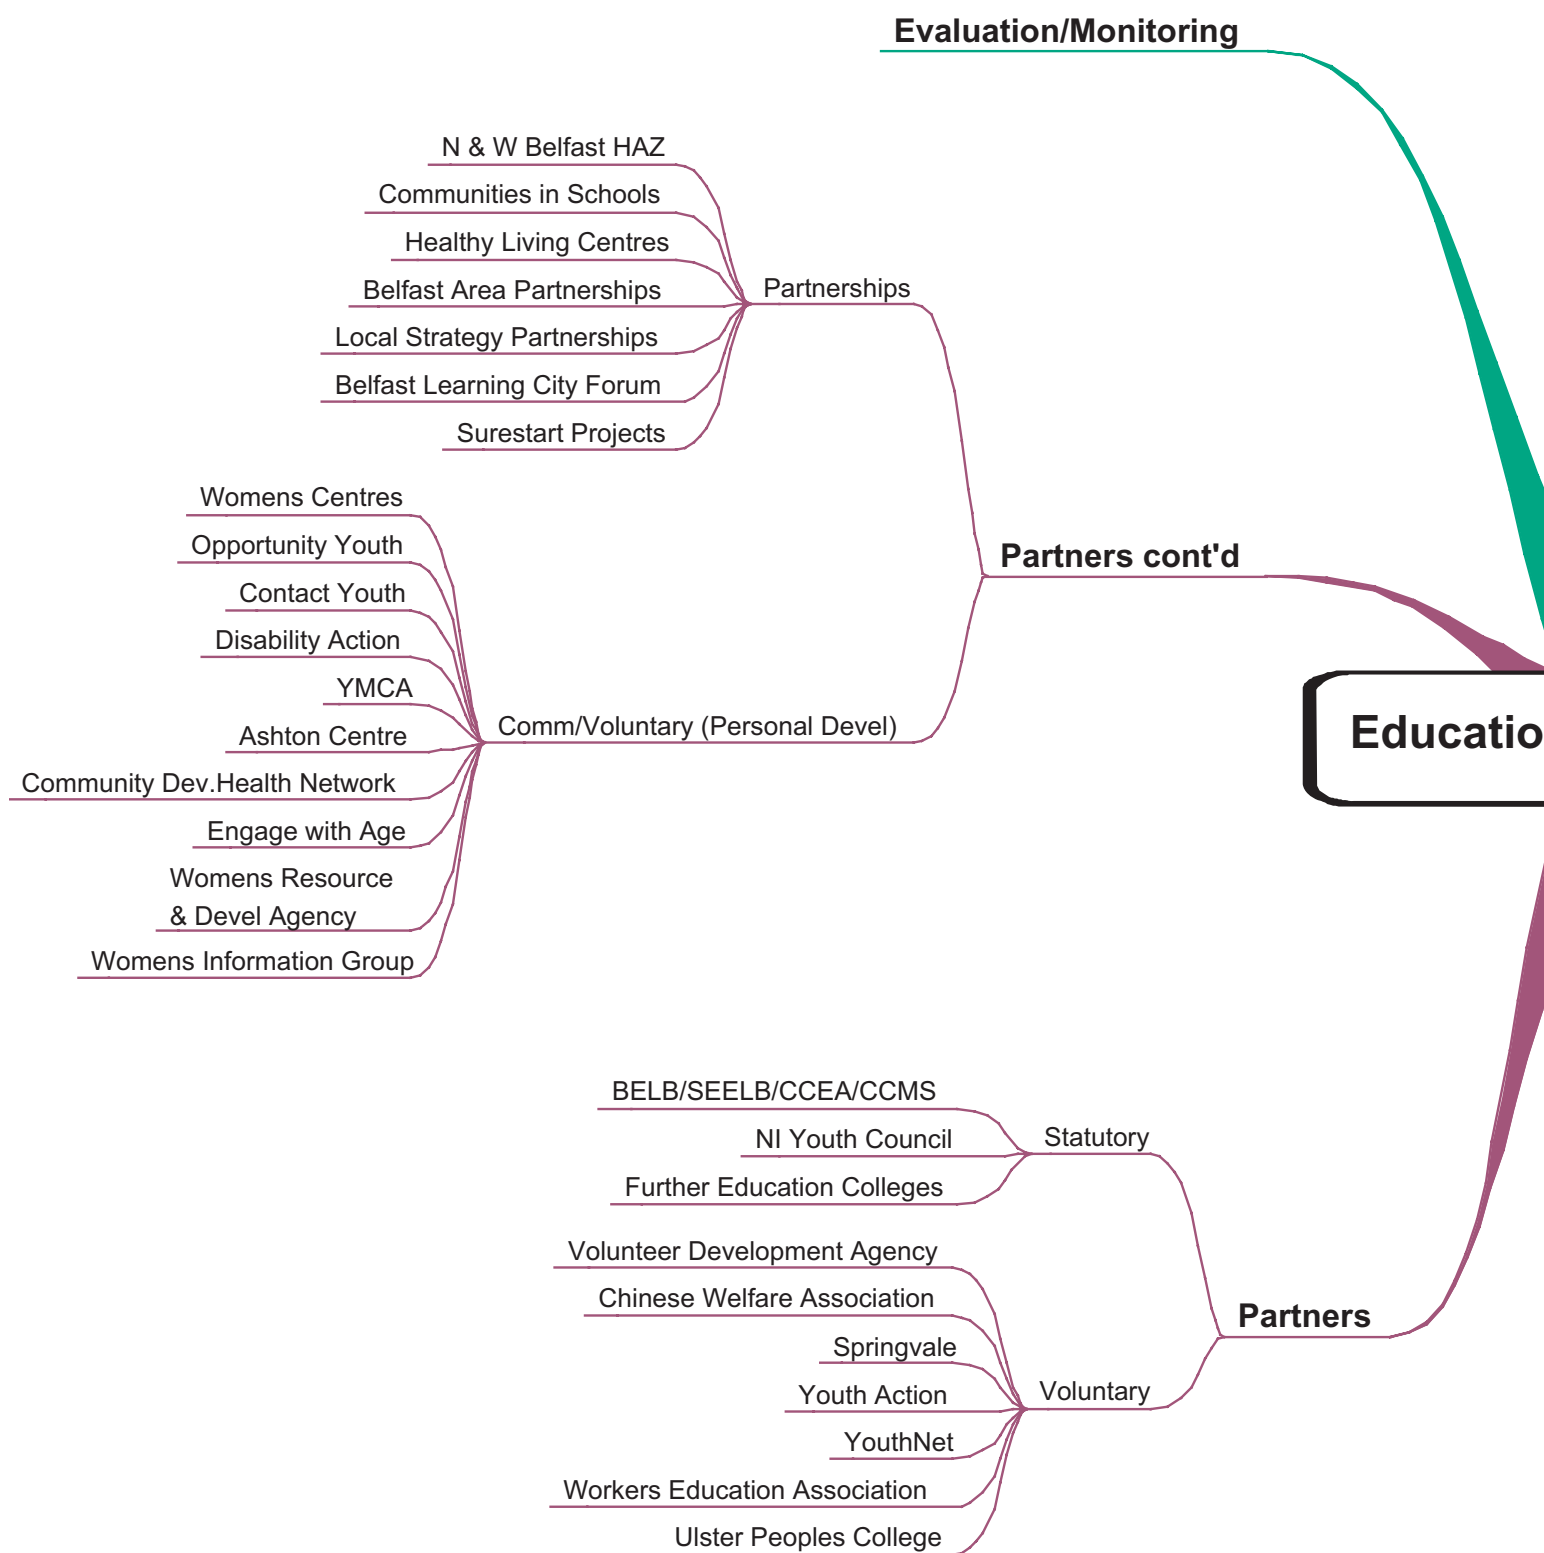 Evaluation/Monitoring
N & W Belfast HAZ
Communities in Schools
Healthy Living Centres
Belfast Area Partnerships
Local Strategy Partnerships
Belfast Learning City Forum
Surestart Projects
Partnerships
Womens Centres
Opportunity Youth
Contact Youth
Disability Action
YMCA
Ashton Centre
Community Dev.Health Network
Engage with Age
Womens Resource
& Devel Agency
Womens Information Group
Comm/Voluntary (Personal Devel)
Partners cont'd
Educatio
BELB/SEELB/CCEA/CCMS
NI Youth Council
Further Education Colleges
Statutory
Volunteer Development Agency
Chinese Welfare Association
Springvale
Youth Action
YouthNet
Workers Education Association
Ulster Peoples College
Voluntary
Partners